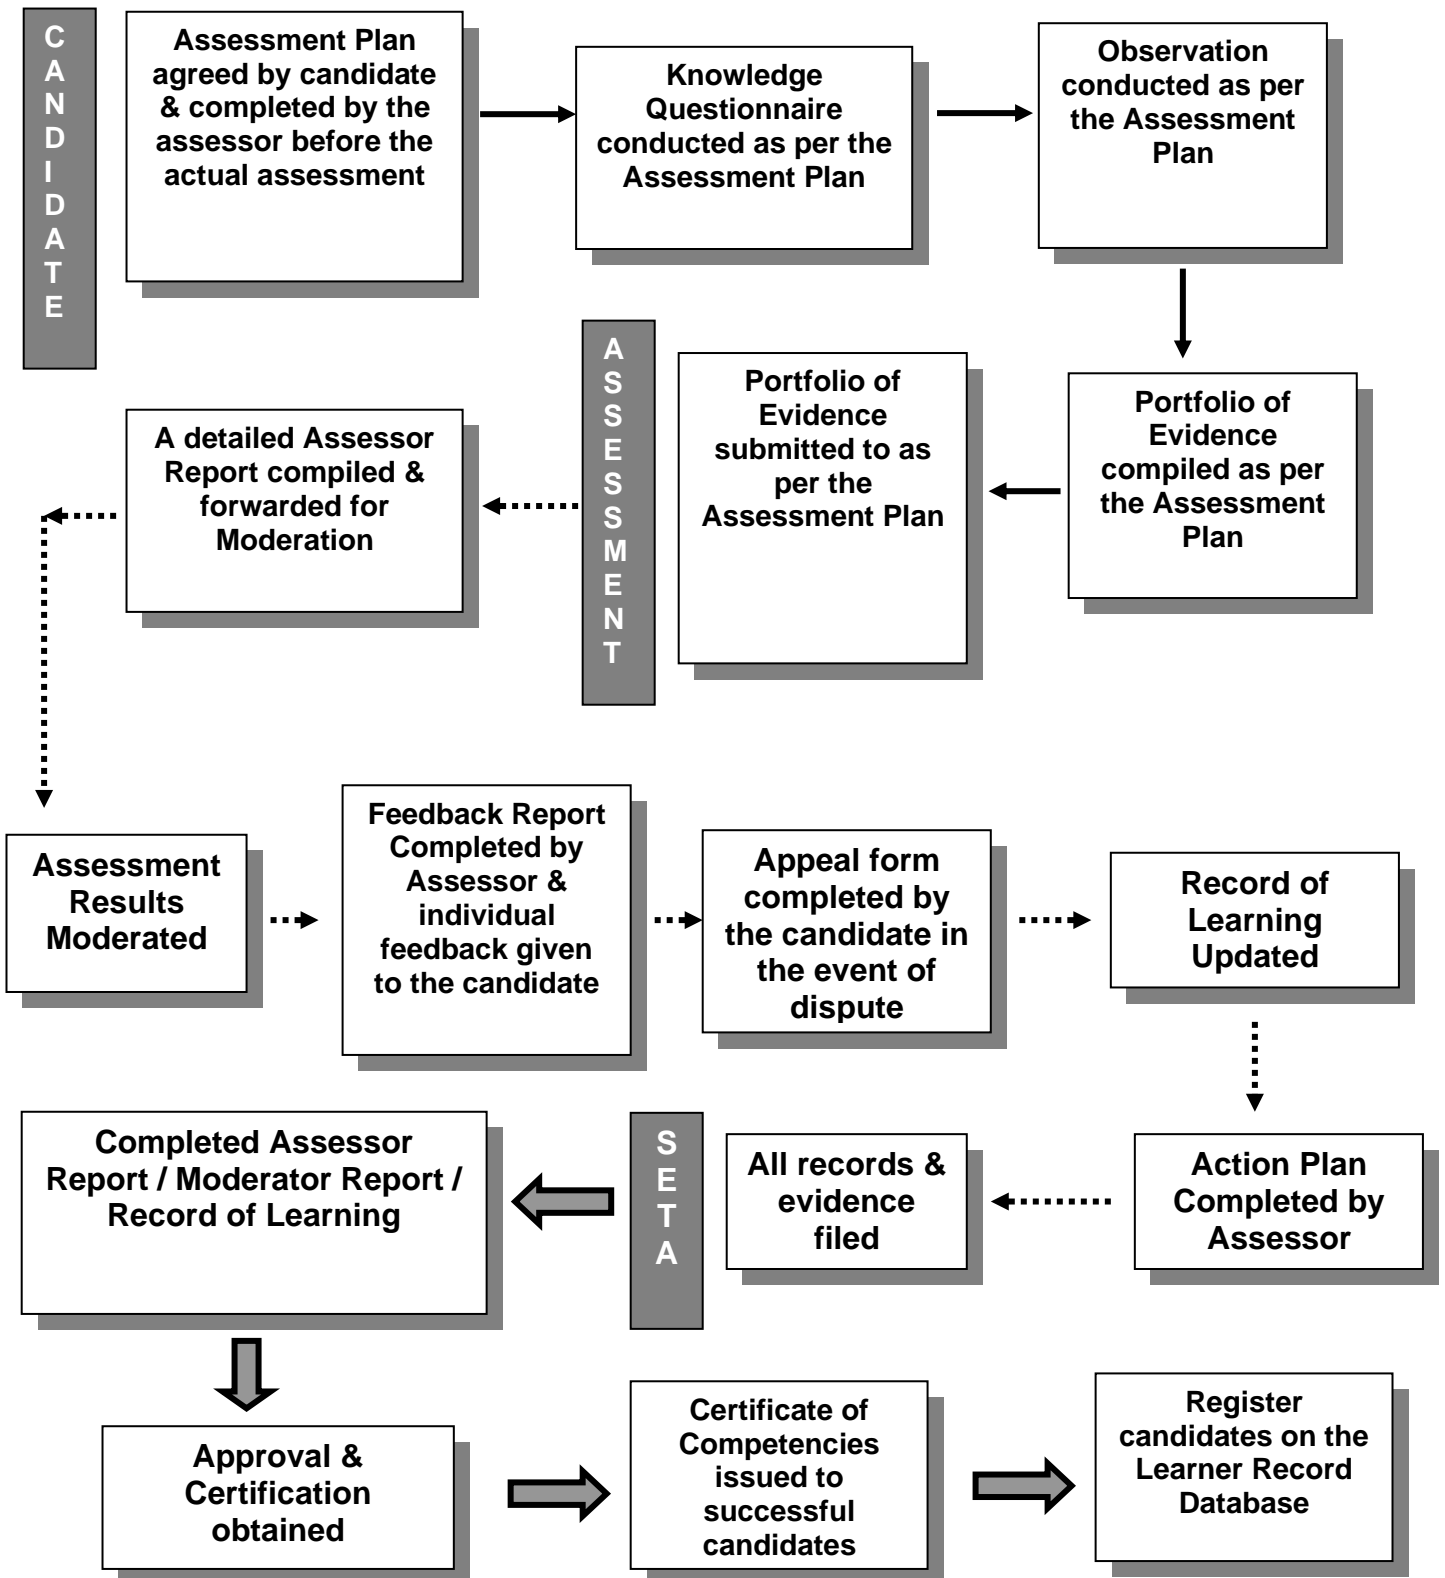 C
A
N
D
I
D
A
T
E
Assessment Plan
agreed by candidate
& completed by the
assessor before the
actual assessment
Knowledge
Questionnaire
conducted as per the
Assessment Plan
Observation
conducted as per
the Assessment
Plan
Portfolio of
Evidence
compiled as per
the Assessment
Plan
Portfolio of
Evidence
submitted to as
per the
Assessment Plan
A
S
S
E
S
S
M
E
N
T
A detailed Assessor
Report compiled &
forwarded for
Moderation
Assessment
Results
Moderated
Feedback Report
Completed by
Assessor &
individual
feedback given
to the candidate
Appeal form
completed by
the candidate in
the event of
dispute
Record of
Learning
Updated
Action Plan
Completed by
Assessor
All records &
evidence
filed
S
E
T
A
Completed Assessor
Report / Moderator Report /
Record of Learning
Approval &
Certification
obtained
Certificate of
Competencies
issued to
successful
candidates
Register
candidates on the
Learner Record
Database